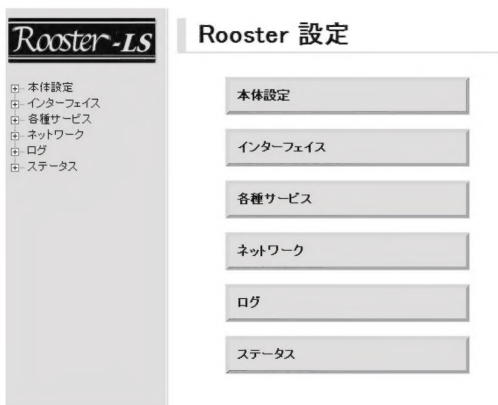 Rooster-LS
本体設定
インターフェイス
各種サービス
ネットワーク
ログ
ステータス
Rooster 設定
本体設定
インターフェイス
各種サービス
ネットワーク
ログ
ステータス